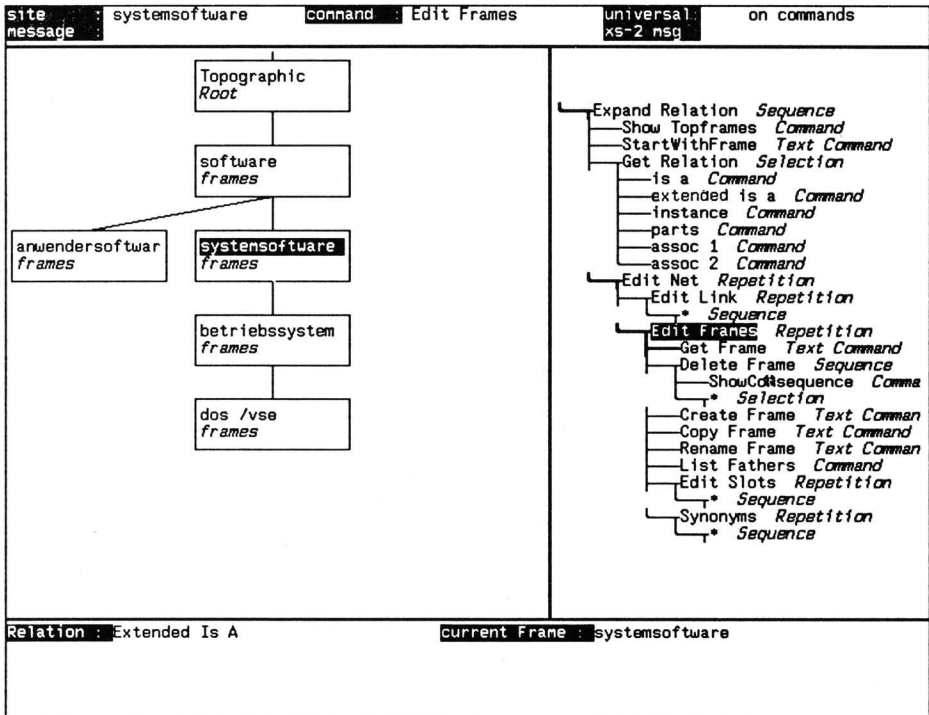 site : systemsoftware command : Edit Frames universal: on commands
message : xs-2 msg
Topographic
Root
software
frames
anwendersoftwar
frames
systemsoftware
frames
betriebssystem
frames
dos /vse
frames
Expand Relation Sequence
Show Topframes Command
StartWithFrame Text Command
Get Relation Selection
is a Command
extended is a Command
instance Command
parts Command
assoc 1 Command
assoc 2 Command
Edit Net Repetition
Edit Link Repetition
* Sequence
Edit Frames Repetition
Get Frame Text Command
Delete Frame Sequence
Comma
* Selection
Create Frame Text Comman
Copy Frame Text Command
Rename Frame Text Comman
List Fathers Command
Edit Slots Repetition
* Sequence
Synonyms Repetition
* Sequence
Relation : Extended Is A current Frame : systemsoftware